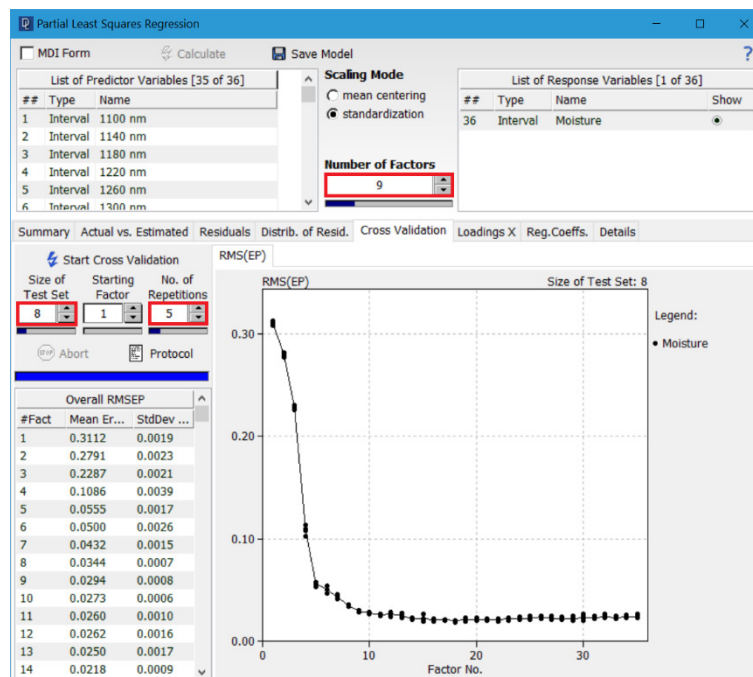 Partial Least Squares Regression
MDI Form
Calculate
Save Model
?
List of Predictor Variables [35 of 36]
## Type Name
1 Interval 1100 nm
2 Interval 1140 nm
3 Interval 1180 nm
4 Interval 1220 nm
5 Interval 1260 nm
6 Interval 1300 nm
Scaling Mode
mean centering
standardization
Number of Factors
9
List of Response Variables [1 of 36]
## Type Name Show
36 Interval Moisture
Summary Actual vs. Estimated Residuals Distrib. of Resid. Cross Validation Loadings X Reg.Coeffs. Details
Start Cross Validation
Size of Test Set
Starting Factor
No. of Repetitions
8 1 5
STOP Abort
Protocol
Overall RMSEP
#Fact Mean Er... StdDev ...
1 0.3112 0.0019
2 0.2791 0.0023
3 0.2287 0.0021
4 0.1086 0.0039
5 0.0555 0.0017
6 0.0500 0.0026
7 0.0432 0.0015
8 0.0344 0.0007
9 0.0294 0.0008
10 0.0273 0.0006
11 0.0260 0.0010
12 0.0262 0.0016
13 0.0250 0.0017
14 0.0218 0.0009
RMS(EP)
RMS(EP)
Size of Test Set: 8
0.30
0.20
0.10
0.00
0 10 20 30
Factor No.
Legend:
Moisture